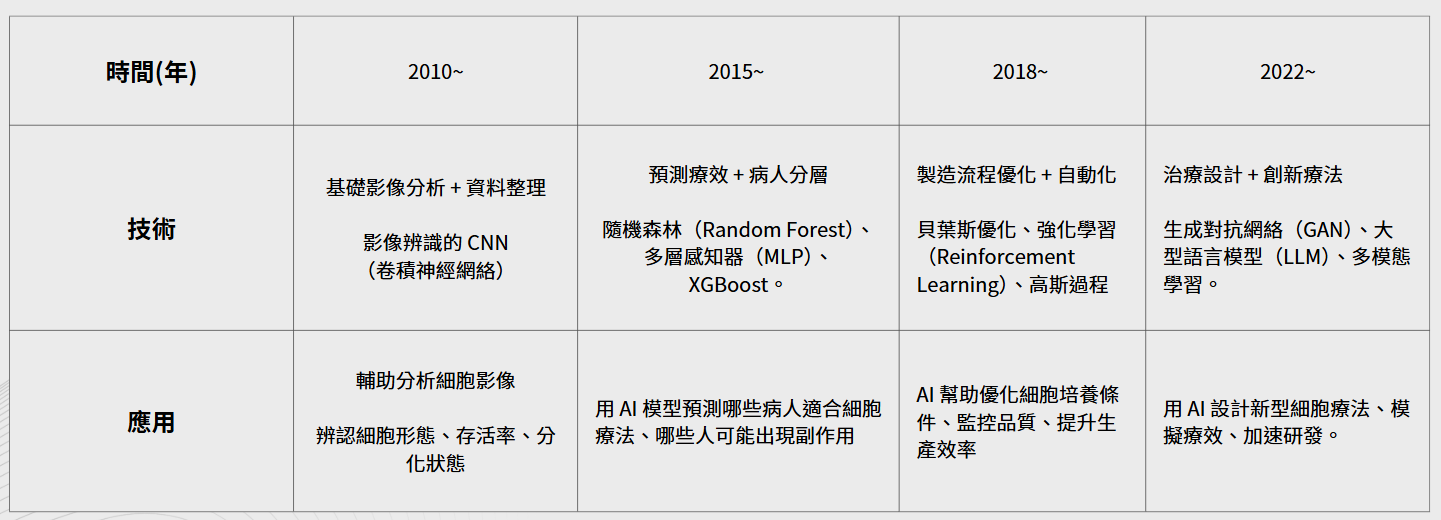 時間(年)
2010~
2015~
2018~
2022~
技術
基礎影像分析 + 資料整理
影像辨識的 CNN
（卷積神經網絡）
預測療效 + 病人分層
隨機森林（Random Forest）、
多層感知器（MLP）、
XGBoost。
製造流程優化 + 自動化
貝葉斯優化、強化學習
（Reinforcement
Learning）、高斯過程
治療設計 + 創新療法
生成對抗網絡（GAN）、大
型語言模型（LLM）、多模態
學習。
應用
輔助分析細胞影像
辨認細胞形態、存活率、分
化狀態
用 AI 模型預測哪些病人適合細胞
療法、哪些人可能出現副作用
AI 幫助優化細胞培養條
件、監控品質、提升生
產效率
用 AI 設計新型細胞療法、模
擬療效、加速研發。